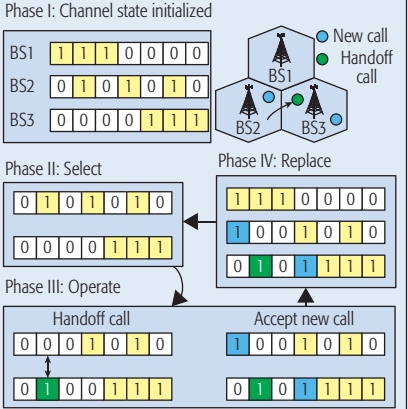 Phase I: Channel state initialized
BS1 1 1 1 0 0 0 0
BS2 0 1 0 1 0 1 0
BS3 0 0 0 0 1 1 1
New call
Handoff
call
BS1
BS2
BS3
Phase II: Select
0 1 0 1 0 1 0
0 0 0 0 1 1 1
Phase IV: Replace
1 1 1 0 0 0 0
1 0 0 1 0 1 0
0 1 0 1 1 1 1
Phase III: Operate
Handoff call
0 0 0 1 0 1 0
0 1 0 0 1 1 1
Accept new call
1 0 0 1 0 1 0
0 1 0 1 1 1 1